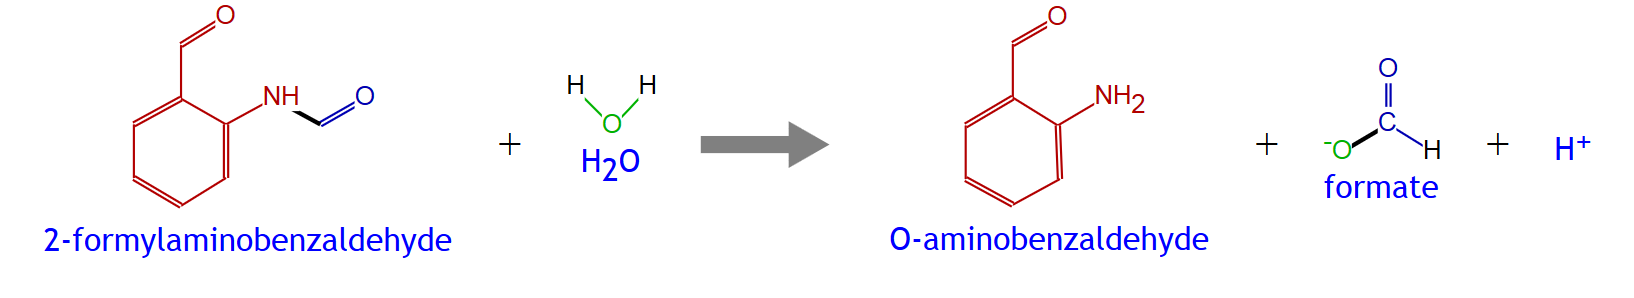 O
NH
O
+
H H
O
H2O
O
NH2
+
O
C
-O
H
formate
+
H+
2-formylaminobenzaldehyde
O-aminobenzaldehyde